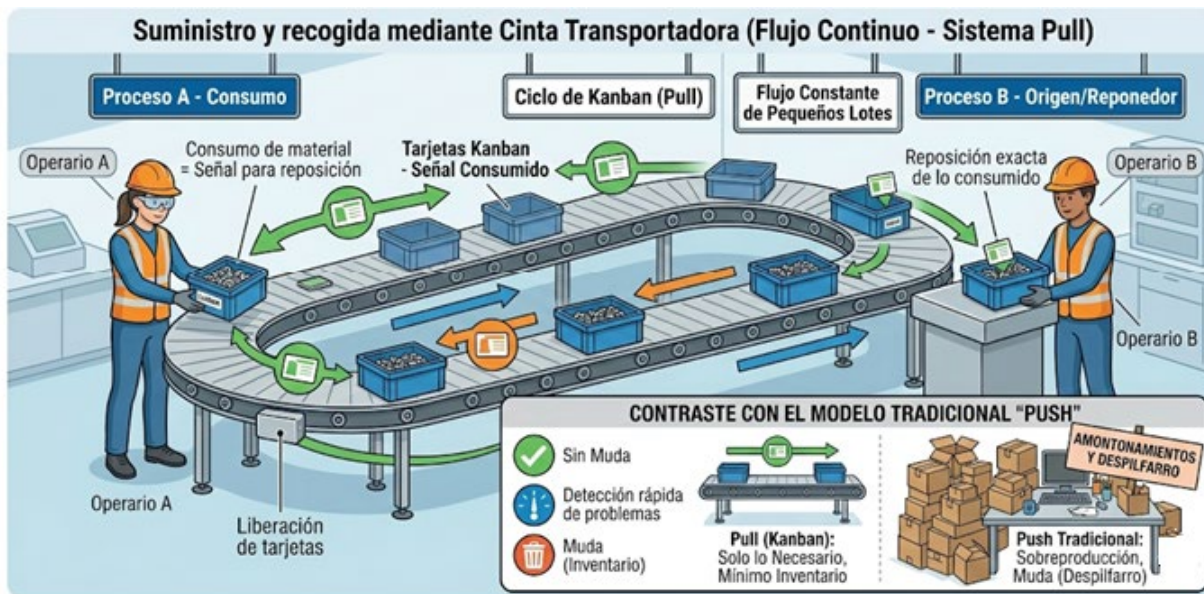 Suministro y recogida mediante Cinta Transportadora (Flujo Continuo - Sistema Pull)
Proceso A - Consumo
Ciclo de Kanban (Pull)
Flujo Constante
de Pequeños Lotes
Proceso B - Origen/Reponedor
Operario A
Consumo de material
= Señal para reposición
Tarjetas Kanban
- Señal Consumido
Reposición exacta
de lo consumido
Operario B
Operario B
Operario A
Liberación
de tarjetas
CONTRASTE CON EL MODELO TRADICIONAL "PUSH"
Sin Muda
Detección rápida
de problemas
Muda
(Inventario)
Pull (Kanban):
Solo lo Necesario,
Mínimo Inventario
AMONTONAMIENTOS
Y DESPILFARRO
Push Tradicional:
Sobreproducción,
Muda (Despilfarro)